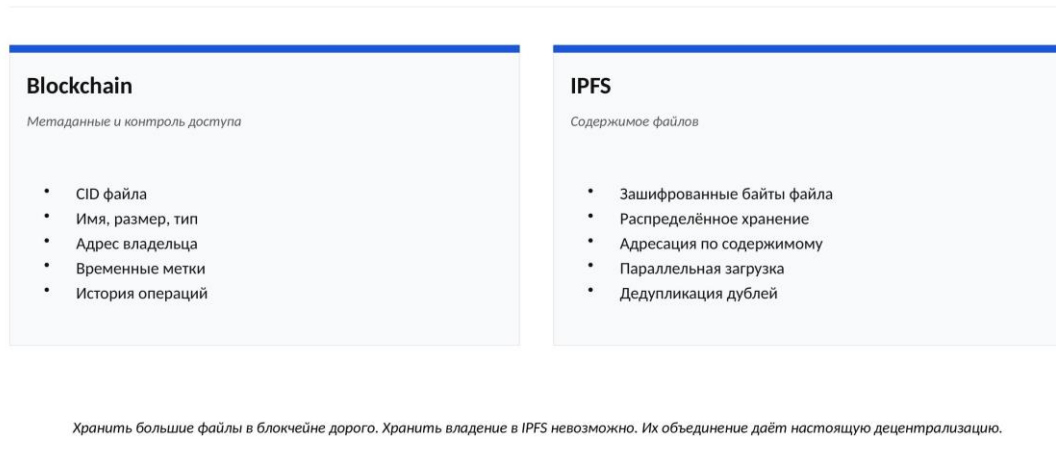 Blockchain
Метаданные и контроль доступа
• CID файла
• Имя, размер, тип
• Адрес владельца
• Временные метки
• История операций
IPFS
Содержимое файлов
• Зашифрованные байты файла
• Распределённое хранение
• Адресация по содержимому
• Параллельная загрузка
• Дедупликация дублей
Хранить большие файлы в блокчейне дорого. Хранить владение в IPFS невозможно. Их объединение даёт настоящую децентрализацию.